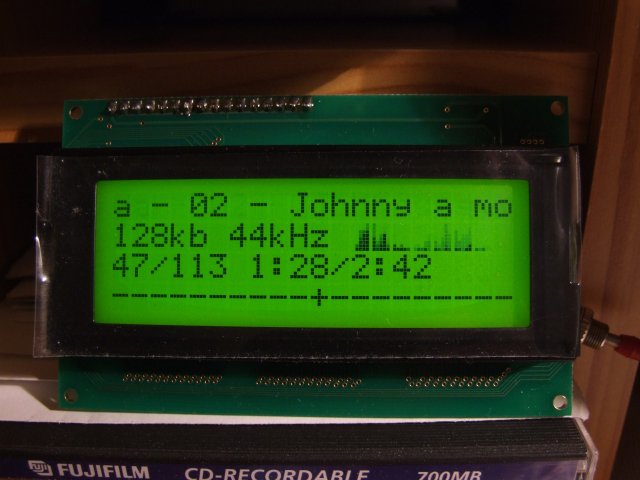 a - 02 - Johnny a mo
128kb 44kHz
47/113 1:28/2:42
----------+---------
FUJIFILM CD-RECORDABLE 700MB